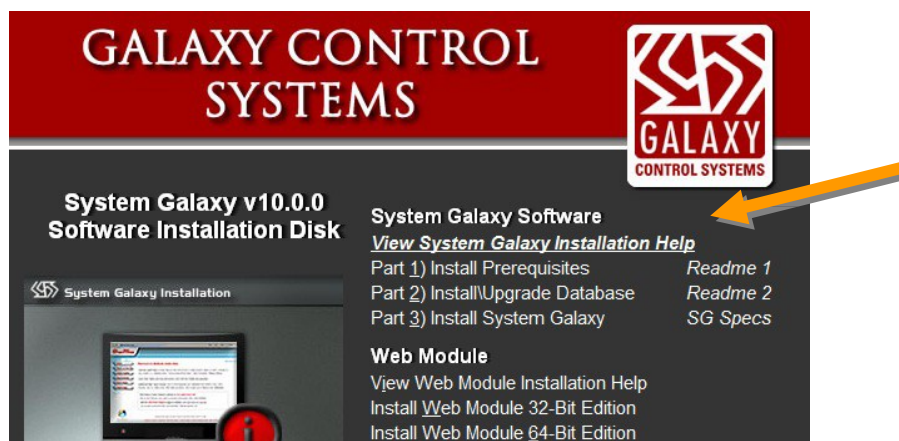 GALAXY CONTROL
SYSTEMS
GALAXY
CONTROL SYSTEMS
System Galaxy v10.0.0
Software Installation Disk
System Galaxy Installation
System Galaxy Software
View System Galaxy Installation Help
Part 1) Install Prerequisites Readme 1
Part 2) Install\Upgrade Database Readme 2
Part 3) Install System Galaxy SG Specs
Web Module
View Web Module Installation Help
Install Web Module 32-Bit Edition
Install Web Module 64-Bit Edition